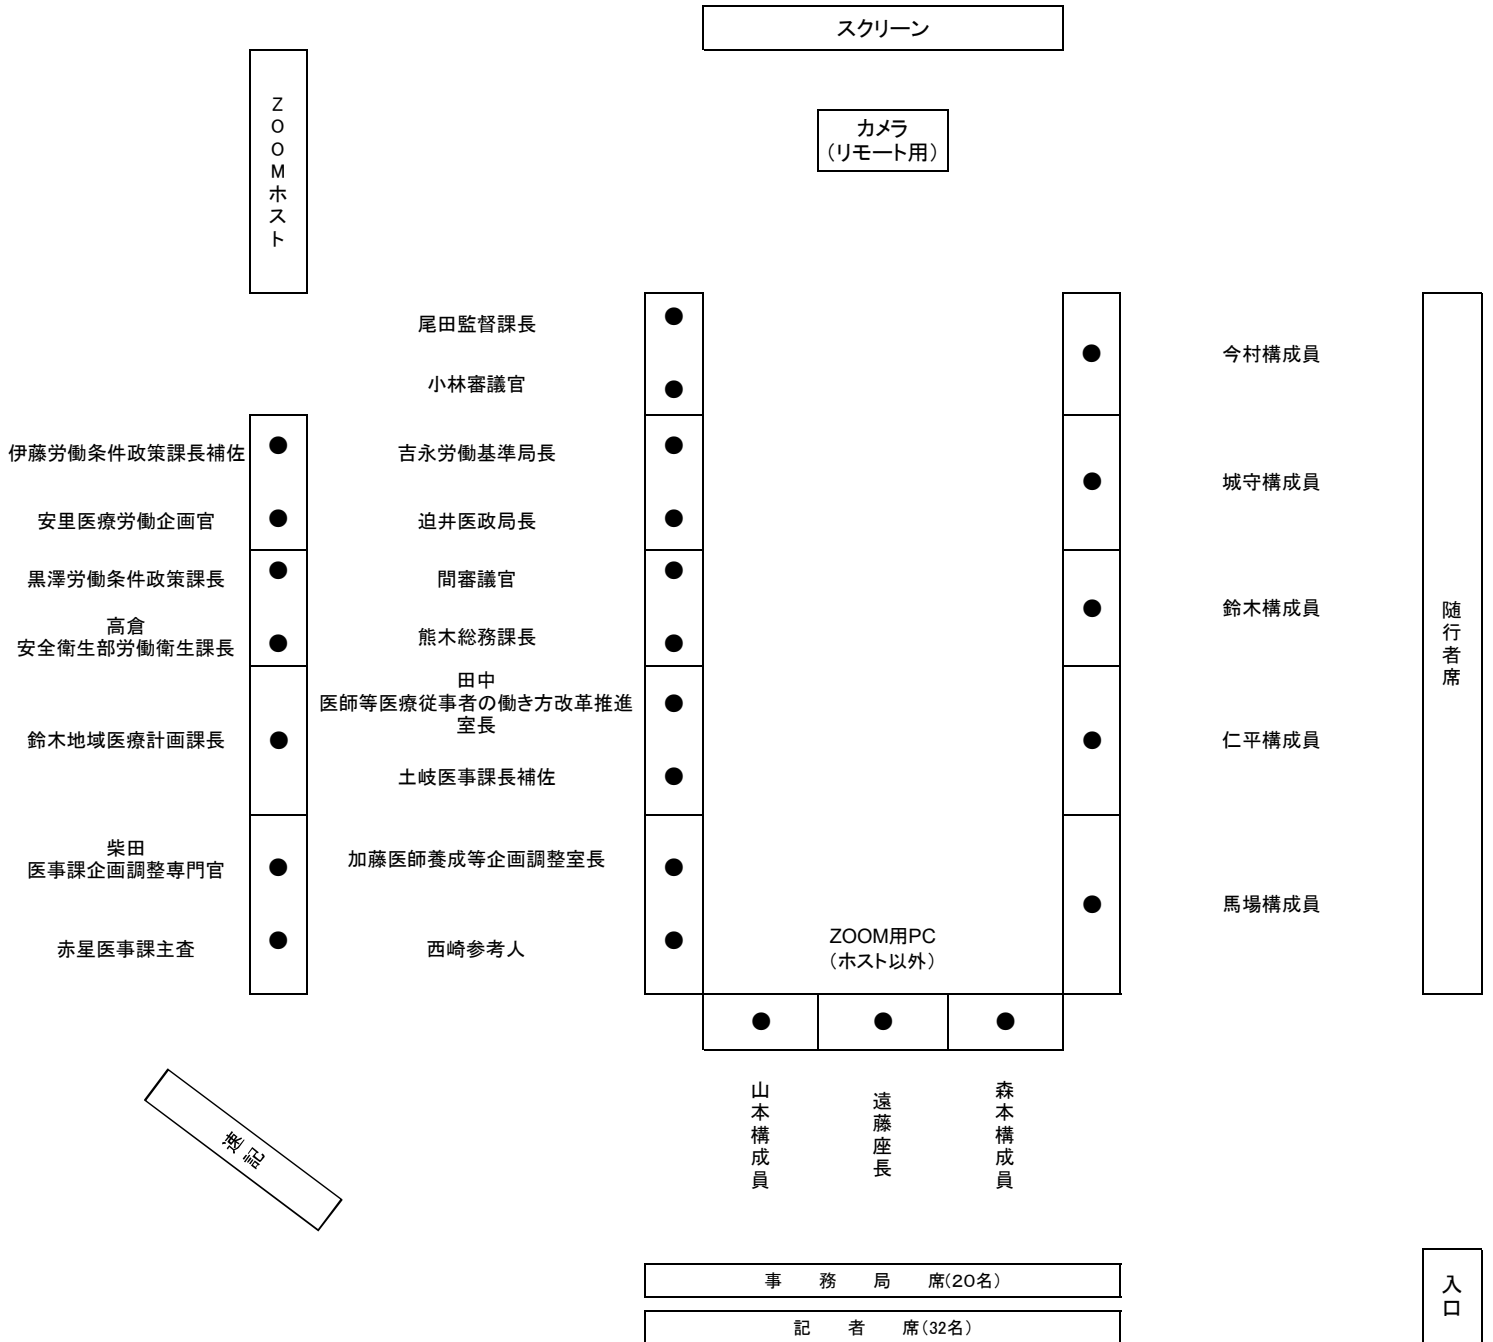 スクリーン
ZOOMホスト
カメラ
（リモート用）
尾田監督課長
小林審議官
吉永労働基準局長
迫井医政局長
間審議官
熊木総務課長
田中
医師等医療従事者の働き方改革推進
室長
土岐医事課長補佐
加藤医師養成等企画調整室長
西崎参考人
伊藤労働条件政策課長補佐
安里医療労働企画官
黒澤労働条件政策課長
高倉
安全衛生部労働衛生課長
鈴木地域医療計画課長
柴田
医事課企画調整専門官
赤星医事課主査
今村構成員
城守構成員
鈴木構成員
仁平構成員
馬場構成員
随行者席
ZOOM用PC
（ホスト以外）
山本構成員
遠藤座長
森本構成員
速記
事　務　局　席(20名)
記　者　席(32名)
入口